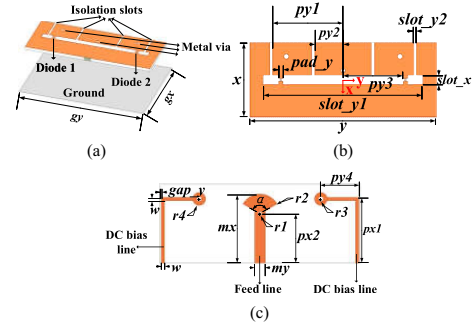 Isolation slots
Metal via
Diode 1
Diode 2
Ground
gx
gy
(a)
py1
py2
slot_y2
pad_y
y
x
py3
slot_x
x
slot_y1
y
(b)
gap_y
w
r4
DC bias
line
w
mx
α
r2
r1
px2
my
Feed line
py4
r3
px1
DC bias line
(c)